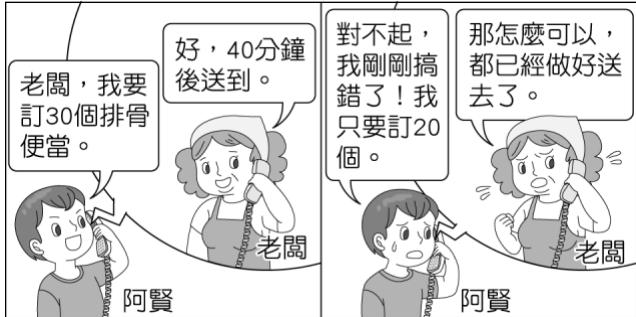 老闆,我要
訂30個排骨
便當。
好,40分鐘
後送到。
老闆
阿賢
對不起,
我剛剛搞
錯了!我
只要訂20
個。
那怎麼可以,
都已經做好送
去了。
老闆
阿賢